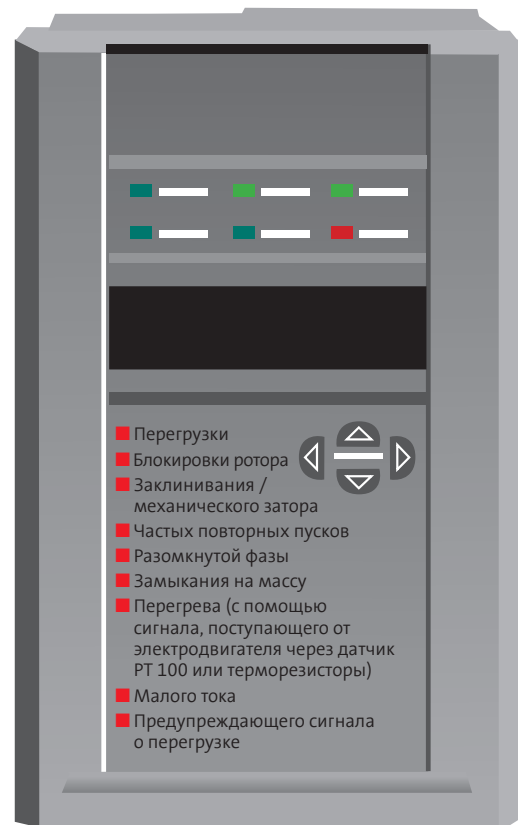 Перегрузки
Блокировки ротора
Заклинивания /
механического затора
Частых повторных пусков
Разомкнутой фазы
Замыкания на массу
Перегрева (с помощью
сигнала, поступающего от
электродвигателя через датчик
PT 100 или терморезисторы)
Малого тока
Предупреждающего сигнала
о перегрузке